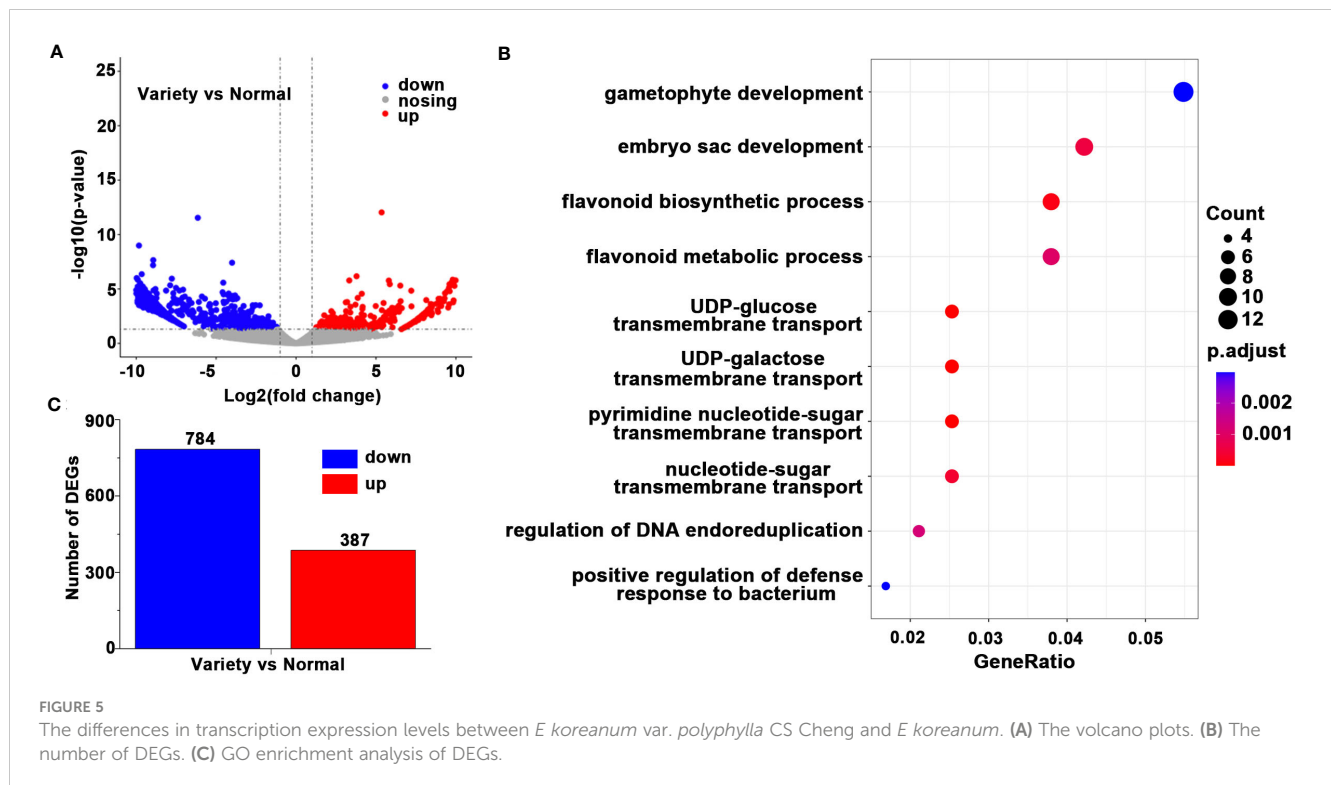 A
25
20
15
10
5
0
-log10(p-value)
Variety vs Normal
down
nosing
up
-10
-5
0
5
10
Log2(fold change)
B
gametophyte development
embryo sac development
flavonoid biosynthetic process
flavonoid metabolic process
UDP-glucose
transmembrane transport
UDP-galactose
transmembrane transport
pyrimidine nucleotide-sugar
transmembrane transport
nucleotide-sugar
transmembrane transport
regulation of DNA endoreduplication
positive regulation of defense
response to bacterium
0.02
0.03
0.04
0.05
GeneRatio
Count
4
6
8
10
12
p.adjust
0.002
0.001
C
900
600
300
0
Number of DEGs
784
387
down
up
Variety vs Normal
FIGURE 5
The differences in transcription expression levels between E koreanum var. polyphylla CS Cheng and E koreanum. (A) The volcano plots. (B) The
number of DEGs. (C) GO enrichment analysis of DEGs.